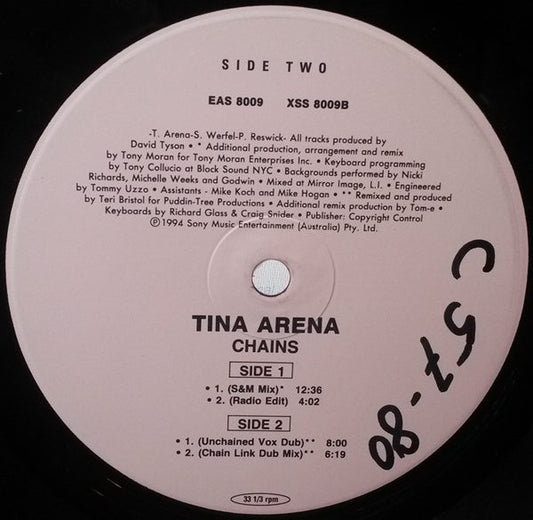 SIDE TWO
EAS 8009 XSS 8009B
-T. Arena-S. Werfel-P. Reswick- All tracks produced by
David Tyson • * Additional production, arrangement and remix
by Tony Moran for Tony Moran Enterprises Inc. • Keyboard programming
by Tony Collucio at Block Sound NYC • Backgrounds performed by Nicki
Richards, Michelle Weeks and Godwin • Mixed at Mirror Image, L.I. • Engineered
by Tommy Uzzo • Assistants - Mike Koch and Mike Hogan • ** Remixed and produced
by Teri Bristol for Puddin-Tree Productions • Additional remix production by Tom-e •
Keyboards by Richard Glass & Craig Snider • Publisher: Copyright Control
℗1994 Sony Music Entertainment (Australia) Pty. Ltd.
TINA ARENA
CHAINS
SIDE 1
• 1. (S&M Mix)* 12:36
• 2. (Radio Edit) 4:02
SIDE 2
• 1. (Unchained Vox Dub)** 8:00
• 2. (Chain Link Dub Mix)** 6:19
33 1/3 rpm
C 57-80